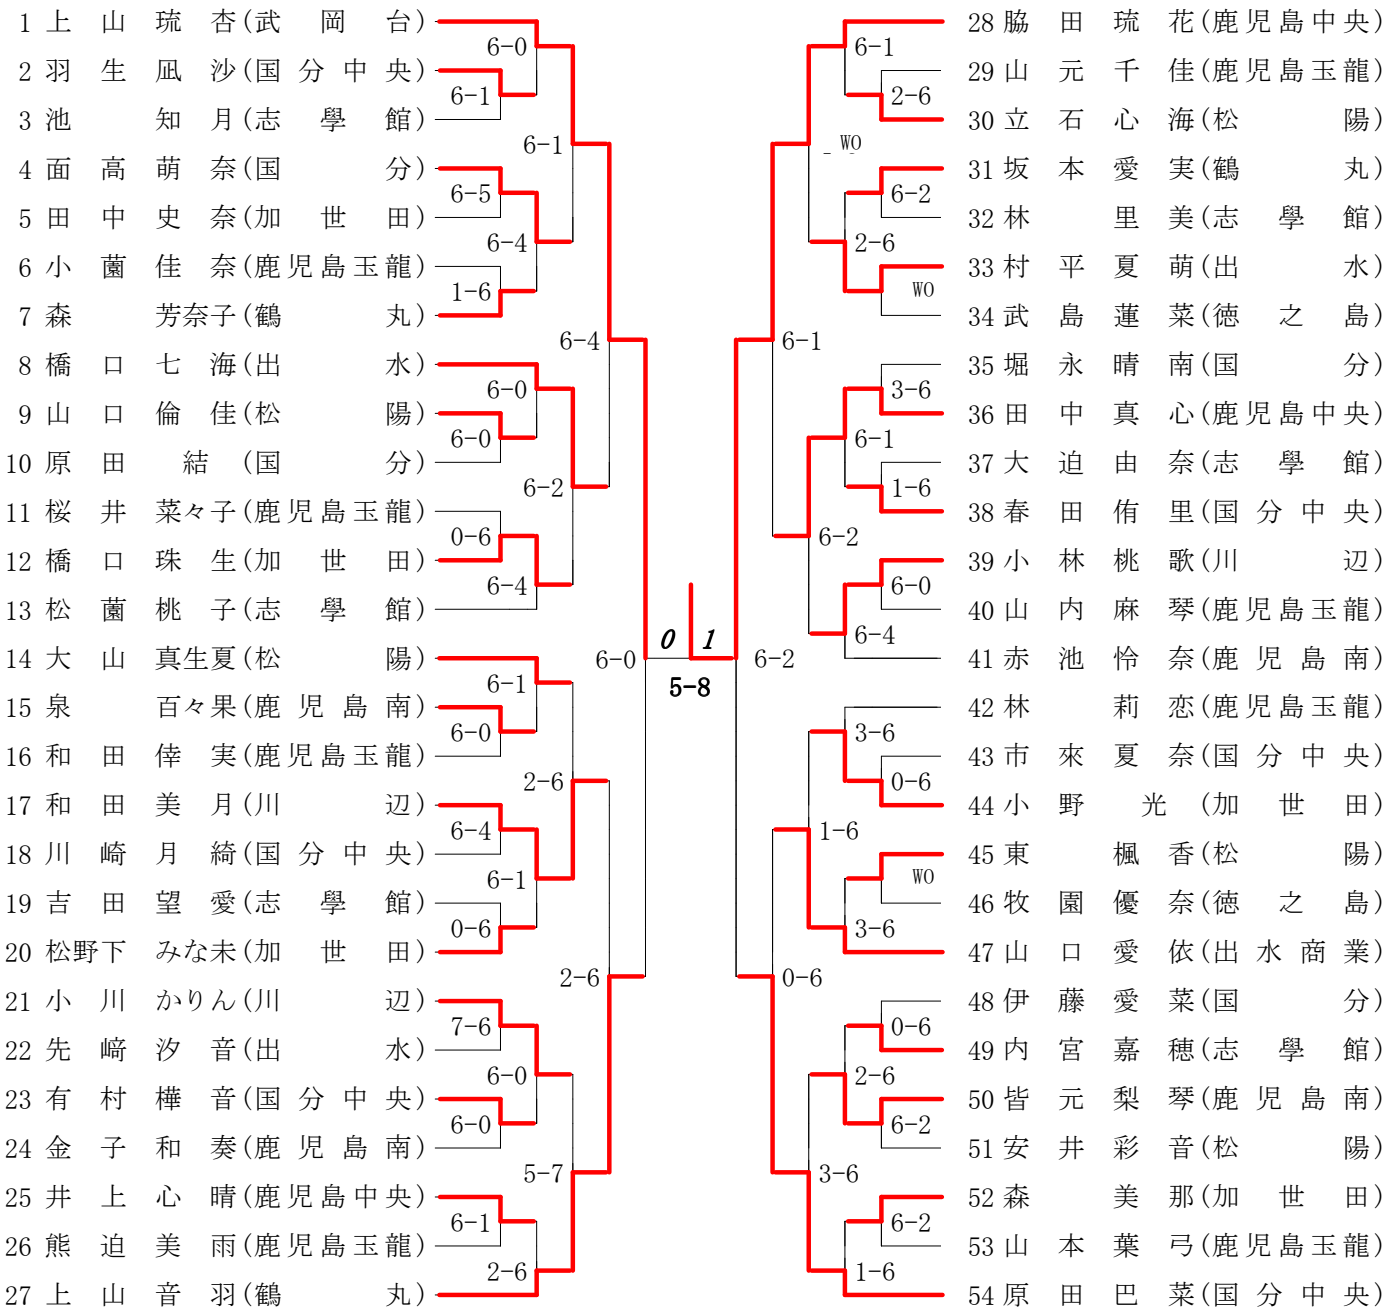 1 上山琉杏(武岡台)
2 羽生凪沙(国分中央)
3 池知月(志學館)
4 面高萌奈(国分)
5 田中史奈(加世田)
6 小薗佳奈(鹿児島玉龍)
7 森芳奈子(鶴丸)
8 橋口七海(出水)
9 山口倫佳(松陽)
10 原田結(国分)
11 桜井菜々子(鹿児島玉龍)
12 橋口珠生(加世田)
13 松薗桃子(志學館)
14 大山真生夏(松陽)
15 泉百々果(鹿児島南)
16 和田倖実(鹿児島玉龍)
17 和田美月(川辺)
18 川崎月綺(国分中央)
19 吉田望愛(志學館)
20 松野下みな未(加世田)
21 小川かりん(川辺)
22 先﨑汐音(出水)
23 有村樺音(国分中央)
24 金子和奏(鹿児島南)
25 井上心晴(鹿児島中央)
26 熊迫美雨(鹿児島玉龍)
27 上山音羽(鶴丸)
6-0
6-1
6-1
6-5
6-4
1-6
6-4
6-0
6-0
6-2
0-6
6-4
6-0
6-1
6-0
2-6
6-4
6-1
0-6
2-6
7-6
6-0
6-0
5-7
6-1
2-6
0 1
5-8
6-1
2-6
WO
6-2
2-6
WO
6-1
3-6
6-1
1-6
6-2
6-0
6-4
6-2
3-6
0-6
1-6
WO
3-6
0-6
0-6
2-6
6-2
3-6
6-2
1-6
28 脇田琉花(鹿児島中央)
29 山元千佳(鹿児島玉龍)
30 立石心海(松陽)
31 坂本愛実(鶴丸)
32 林里美(志學館)
33 村平夏萌(出水)
34 武島蓮菜(徳之島)
35 堀永晴南(国分)
36 田中真心(鹿児島中央)
37 大迫由奈(志學館)
38 春田侑里(国分中央)
39 小林桃歌(川辺)
40 山内麻琴(鹿児島玉龍)
41 赤池怜奈(鹿児島南)
42 林莉恋(鹿児島玉龍)
43 市來夏奈(国分中央)
44 小野光(加世田)
45 東楓香(松陽)
46 牧園優奈(徳之島)
47 山口愛依(出水商業)
48 伊藤愛菜(国分)
49 内宮嘉穂(志學館)
50 皆元梨琴(鹿児島南)
51 安井彩音(松陽)
52 森美那(加世田)
53 山本葉弓(鹿児島玉龍)
54 原田巴菜(国分中央)